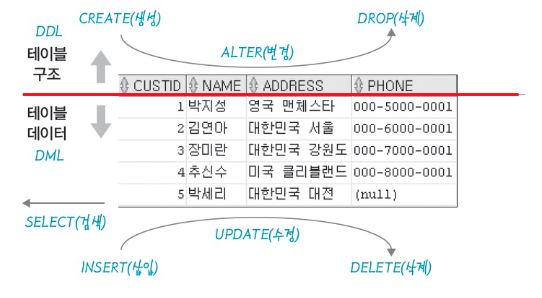 DDL
CREATE(생성)
DROP(삭제)
ALTER(변경)
테이블
구조
CUSTID NAME ADDRESS PHONE
1 박지성 영국 맨체스타 000-5000-0001
2 김연아 대한민국 서울 000-6000-0001
3 장미란 대한민국 강원도 000-7000-0001
4 추신수 미국 클리블랜드 000-8000-0001
5 박세리 대한민국 대전 (null)
테이블
데이터
DML
SELECT(검색)
UPDATE(수정)
INSERT(삽입)
DELETE(삭제)